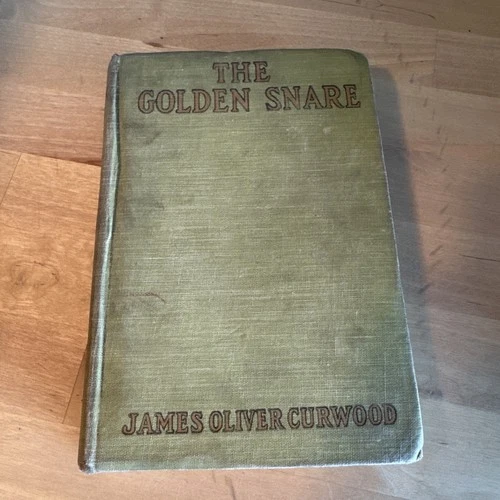 THE
GOLDEN SNARE
JAMES OLIVER CURWOOD